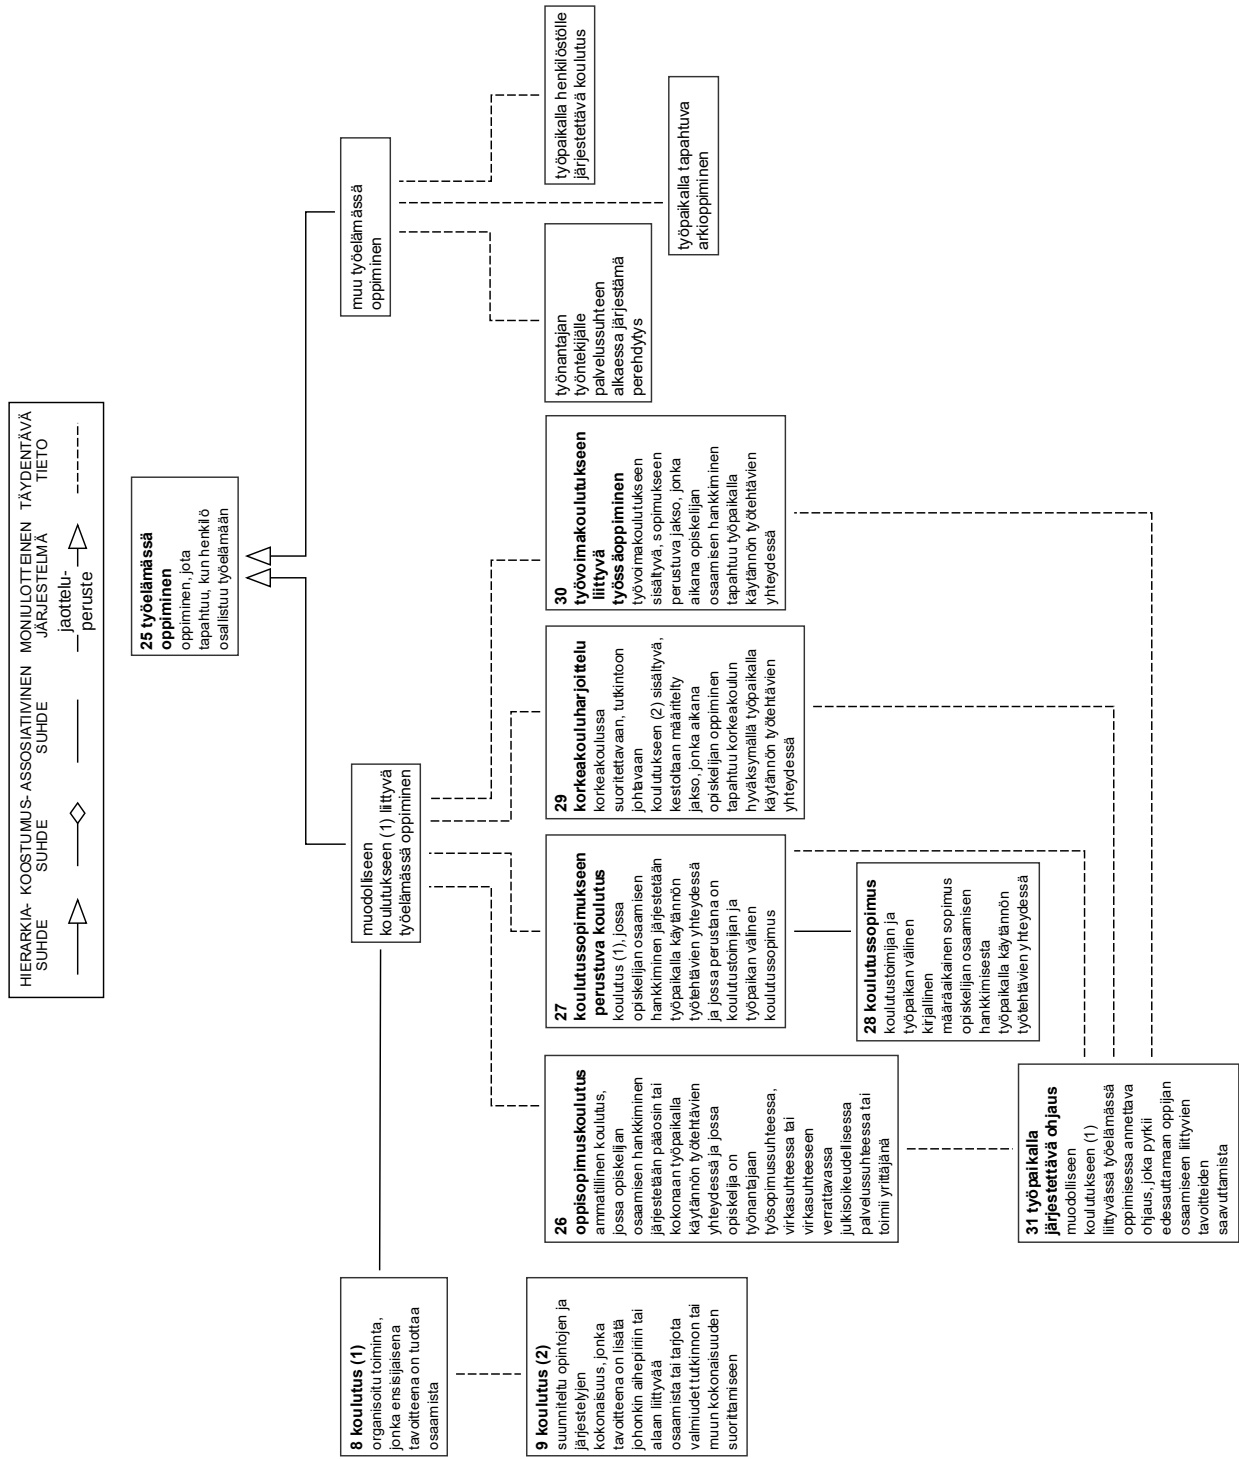 HIERARKIA- KOOSTUMUS- ASSOSIATIIVINEN MONIULOTTEINEN TÄYDENTÄVÄ
SUHDE SUHDE SUHDE JÄRJESTELMÄ TIETO
jaottelu-
peruste
25 työelämässä
oppiminen
oppiminen, jota
tapahtuu, kun henkilö
osallistuu työelämään
muodolliseen
koulutukseen (1) liittyvä
työelämässä oppiminen
muu työelämässä
oppiminen
8 koulutus (1)
organisoitu toiminta,
jonka ensisijaisena
tavoitteena on tuottaa
osaamista
9 koulutus (2)
suunniteltu opintojen ja
järjestelyjen
kokonaisuus, jonka
tavoitteena on lisätä
johonkin aihepiiriin tai
alaan liittyvää
osaamista tai tarjota
valmiudet tutkinnon tai
muun kokonaisuuden
suorittamiseen
26
oppisopimuskoulutus
ammatillinen koulutus,
jossa opiskelijan
osaamisen hankkiminen
järjestetään pääosin tai
kokonaan työpaikalla
käytännön työtehtävien
yhteydessä ja jossa
opiskelija on
työnantajaan
työsopimussuhteessa,
virkasuhteessa tai
virkasuhteeseen
verrattavassa
julkisoikeudellisessa
palvelussuhteessa tai
toimii yrittäjänä
27
koulutussopimukseen
perustuva koulutus
koulutus (1), jossa
opiskelijan osaamisen
hankkiminen järjestetään
työpaikalla käytännön
työtehtävien yhteydessä
ja jossa perustana on
koulutustoimijan ja
työpaikan välinen
koulutussopimus
29
korkeakouluharjoittelu
korkeakoulussa
suoritettavaan, tutkintoon
johtavaan
koulutukseen (2) sisältyvä,
kestoltaan määritelty
jakso, jonka aikana
opiskelijan oppiminen
tapahtuu korkeakoulun
hyväksymällä työpaikalla
käytännön työtehtävien
yhteydessä
30
työvoimakoulutukseen
liittyvä
työssäoppiminen
työvoimakoulutukseen
sisältyvä, sopimukseen
perustuva jakso, jonka
aikana opiskelijan
osaamisen hankkiminen
tapahtuu työpaikalla
käytännön työtehtävien
yhteydessä
työnantajan
työntekijälle
palvelussuhteen
alkaessa järjestämä
perehdytys
työpaikalla henkilöstölle
järjestettävä koulutus
työpaikalla tapahtuva
arkioppiminen
28 koulutussopimus
koulutustoimijan ja
työpaikan välinen
kirjallinen
määräaikainen sopimus
opiskelijan osaamisen
hankkimisesta
työpaikalla käytännön
työtehtävien yhteydessä
31 työpaikalla
järjestettävä ohjaus
muodolliseen
koulutukseen (1)
liittyvässä työelämässä
oppimisessa annettava
ohjaus, joka pyrkii
edesauttamaan oppijan
osaamiseen liittyvien
tavoitteiden
saavuttamista